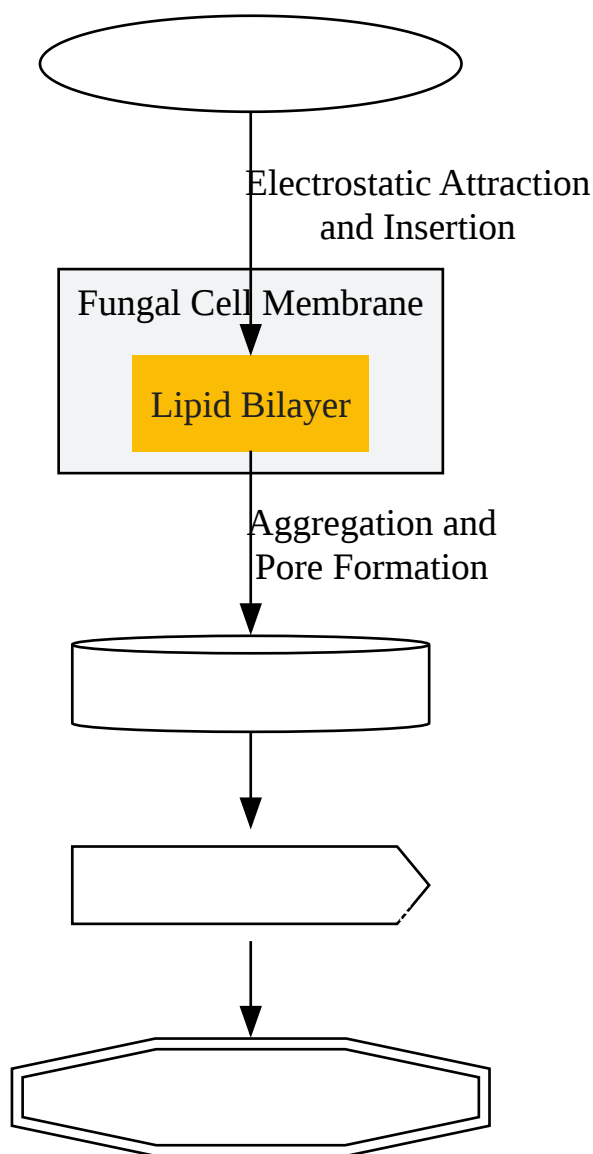 Electrostatic Attraction
and Insertion
Fungal Cell Membrane
Lipid Bilayer
Aggregation and
Pore Formation